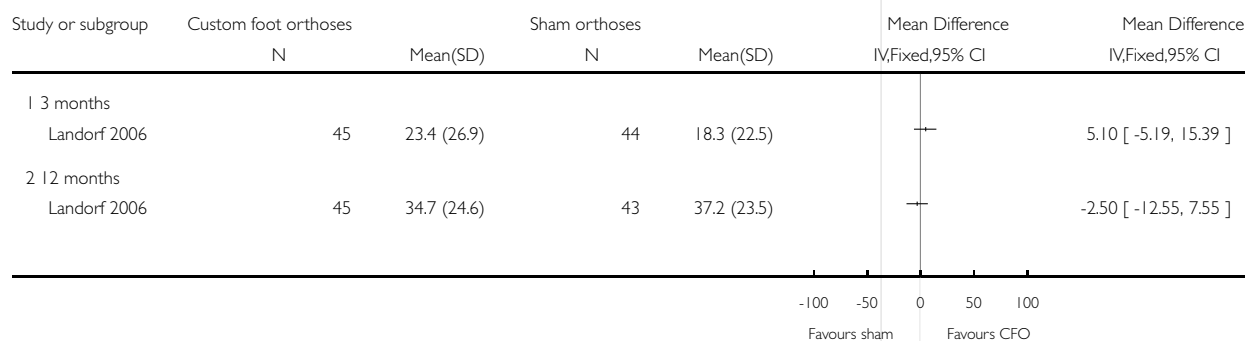 Study or subgroup Custom foot orthoses Sham orthoses Mean Difference Mean Difference
N Mean(SD) N Mean(SD) IV,Fixed,95% CI IV,Fixed,95% CI
1 3 months
Landorf 2006 45 23.4 (26.9) 44 18.3 (22.5) 5.10 [ -5.19, 15.39 ]
2 12 months
Landorf 2006 45 34.7 (24.6) 43 37.2 (23.5) -2.50 [ -12.55, 7.55 ]
-100 -50 0 50 100
Favours sham Favours CFO